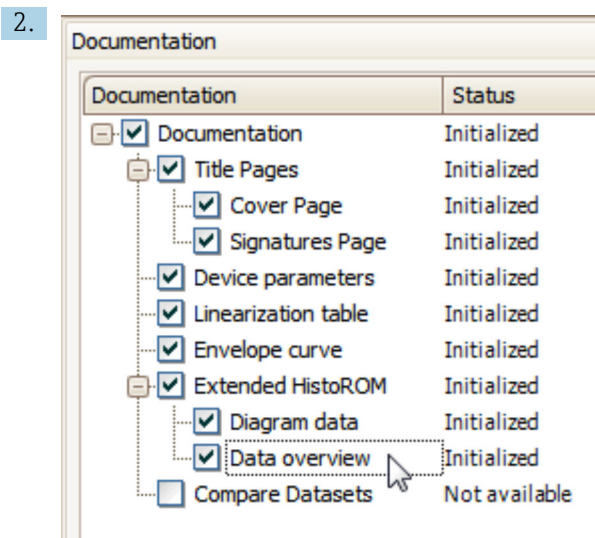 2.
Documentation
Documentation Status
Documentation Initialized
Title Pages Initialized
Cover Page Initialized
Signatures Page Initialized
Device parameters Initialized
Linearization table Initialized
Envelope curve Initialized
Extended HistoROM Initialized
Diagram data Initialized
Data overview Initialized
Compare Datasets Not available